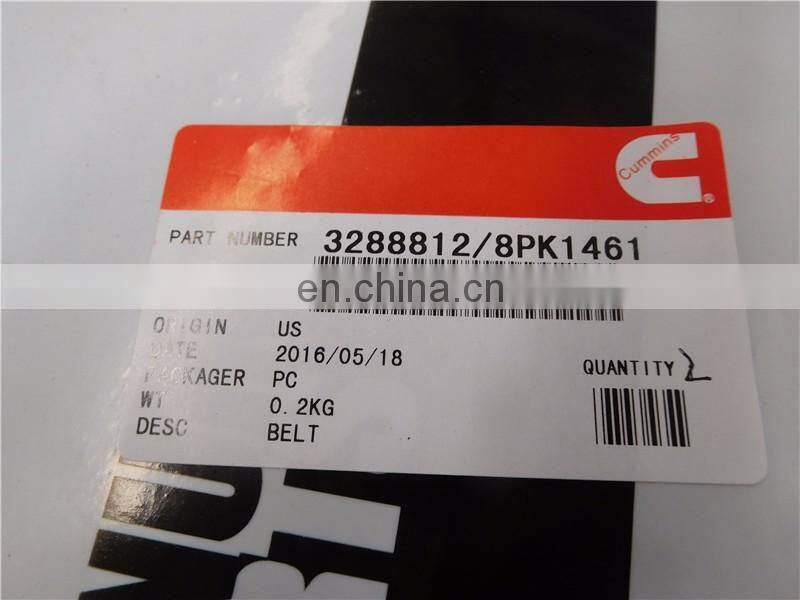 Cummins
®
PART NUMBER 3288812/8PK1461
en.china.cn
ORIGIN US
DATE 2016/05/18
PACKAGER PC
QUANTITY 2
WT 0.2KG
DESC BELT